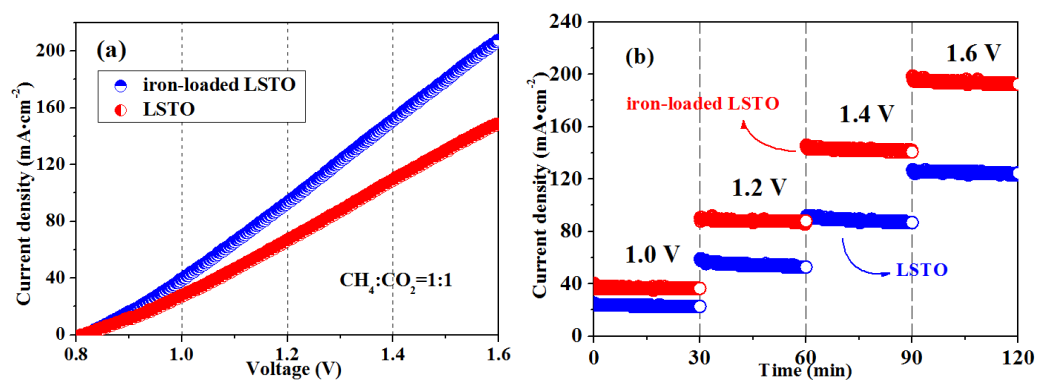 (a)
iron-loaded LSTO
LSTO
CH₄:CO₂=1:1
Current density (mA•cm⁻²)
200
160
120
80
40
0
0.8
1.0
1.2
1.4
1.6
Voltage (V)
(b)
1.6 V
iron-loaded LSTO
1.4 V
1.2 V
1.0 V
LSTO
Current density (mA•cm⁻²)
240
200
160
120
80
40
0
0
30
60
90
120
Time (min)